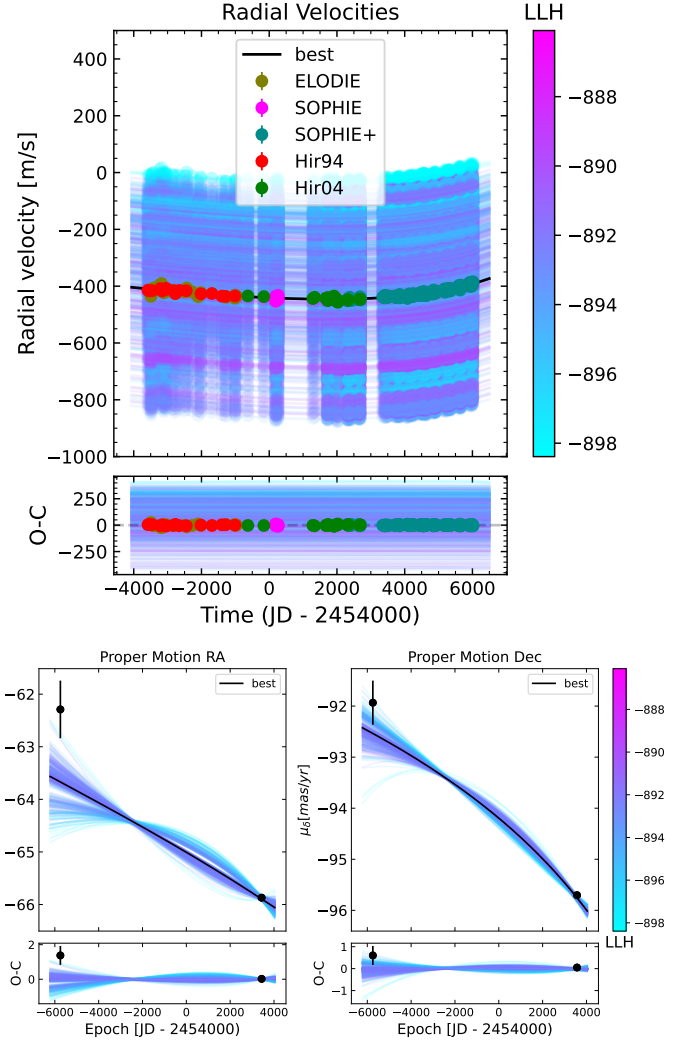 Radial Velocities
LLH
400
200
0
−200
−400
−600
−800
−1000
Radial velocity [m/s]
best
ELODIE
SOPHIE
SOPHIE+
Hir94
Hir04
−888
−890
−892
−894
−896
−898
250
0
−250
O-C
−4000 −2000 0 2000 4000 6000
Time (JD - 2454000)
Proper Motion RA
best
−62
−63
−64
−65
−66
2
0
O-C
−6000 −4000 −2000 0 2000 4000
Epoch [JD - 2454000)
Proper Motion Dec
best
−92
−93
−94
−95
−96
μδ[mas/yr]
1
0
−1
O-C
−6000 −4000 −2000 0 2000 4000
Epoch [JD - 2454000)
−888
−890
−892
−894
−896
−898
LLH